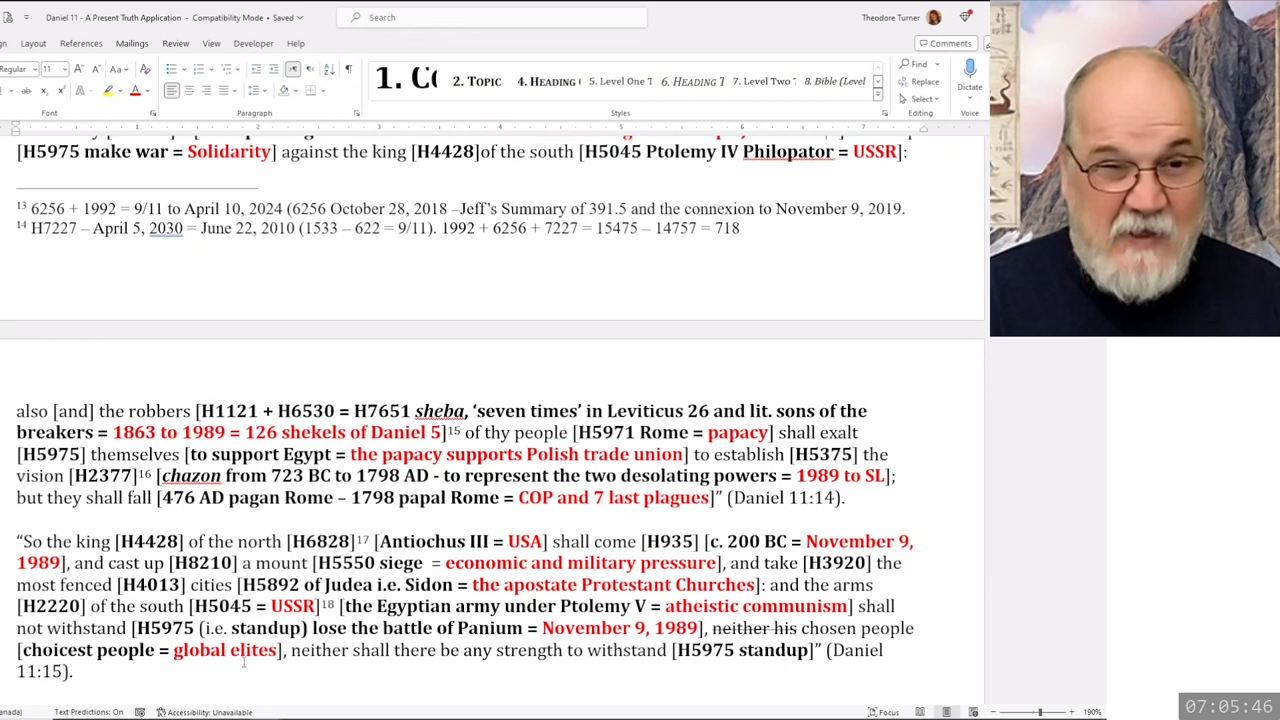 Daniel 11 - A Present Truth Application - Compatibility Mode • Saved
Search
Theodore Turner
Layout References Mailings Review View Developer Help
Comments
Regular 11
1. Co
2. TOPIC 4. HEADING 5. Level One T 6. HEADING T 7. Level Two 8. Bible (Level
Find
Replace
Select
Dictate
Font Paragraph Styles Editing Voice
1 2 3 4 5 6 7
[H5975 make war = Solidarity] against the king [H4428]of the south [H5045 Ptolemy IV Philopator = USSR]:
13 6256 + 1992 = 9/11 to April 10, 2024 (6256 October 28, 2018 –Jeff's Summary of 391.5 and the connexion to November 9, 2019.
14 H7227 – April 5, 2030 = June 22, 2010 (1533 – 622 = 9/11). 1992 + 6256 + 7227 = 15475 – 14757 = 718
also [and] the robbers [H1121 + H6530 = H7651 sheba, 'seven times' in Leviticus 26 and lit. sons of the
breakers = 1863 to 1989 = 126 shekels of Daniel 5]15 of thy people [H5971 Rome = papacy] shall exalt
[H5975] themselves [to support Egypt = the papacy supports Polish trade union] to establish [H5375] the
vision [H2377]16 [chazon from 723 BC to 1798 AD - to represent the two desolating powers = 1989 to SL];
but they shall fall [476 AD pagan Rome – 1798 papal Rome = COP and 7 last plagues]" (Daniel 11:14).
"So the king [H4428] of the north [H6828]17 [Antiochus III = USA] shall come [H935] [c. 200 BC = November 9,
1989], and cast up [H8210] a mount [H5550 siege = economic and military pressure], and take [H3920] the
most fenced [H4013] cities [H5892 of Judea i.e. Sidon = the apostate Protestant Churches]: and the arms
[H2220] of the south [H5045 = USSR]18 [the Egyptian army under Ptolemy V = atheistic communism] shall
not withstand [H5975 (i.e. standup) lose the battle of Panium = November 9, 1989], neither his chosen people
[choicest people = global elites], neither shall there be any strength to withstand [H5975 standup]" (Daniel
11:15).
anada) Text Predictions: On Accessibility: Unavailable Focus 190%
07:05:46